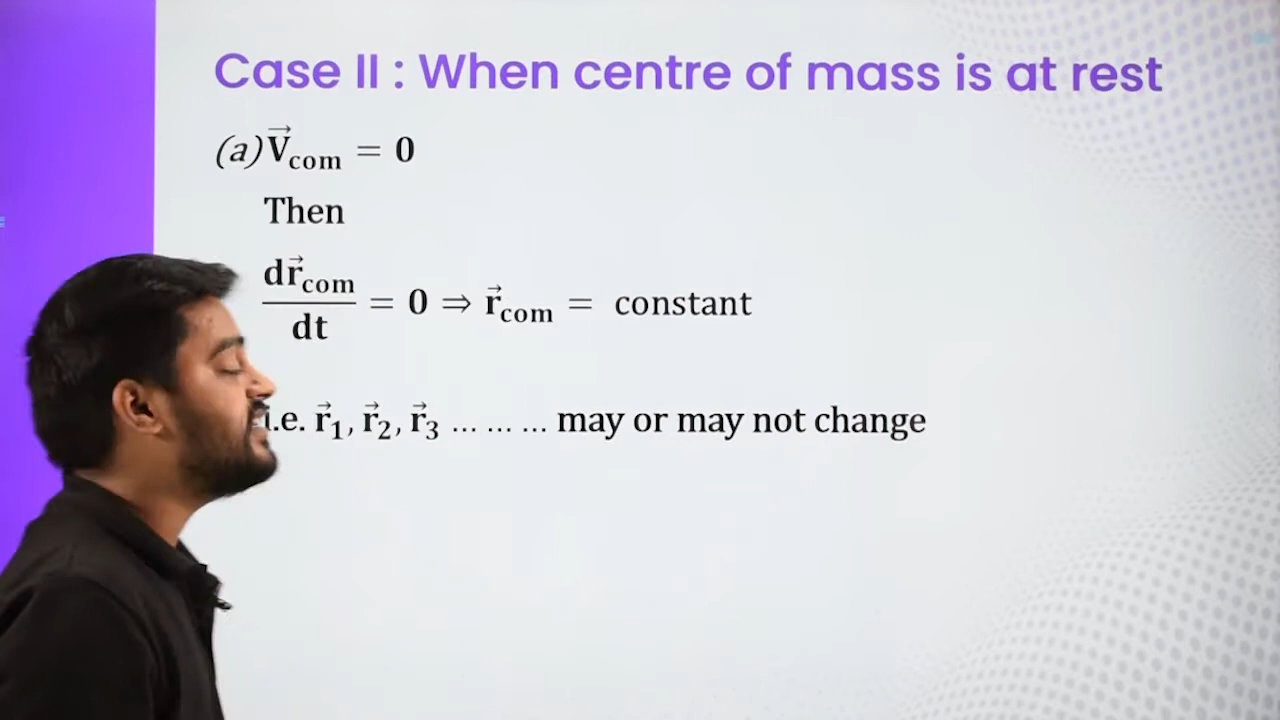 Case II : When centre of mass is at rest
(a) V⃗com = 0
Then
dr⃗com/dt = 0 ⇒ r⃗com = constant
i.e. r⃗1, r⃗2, r⃗3 … … … may or may not change